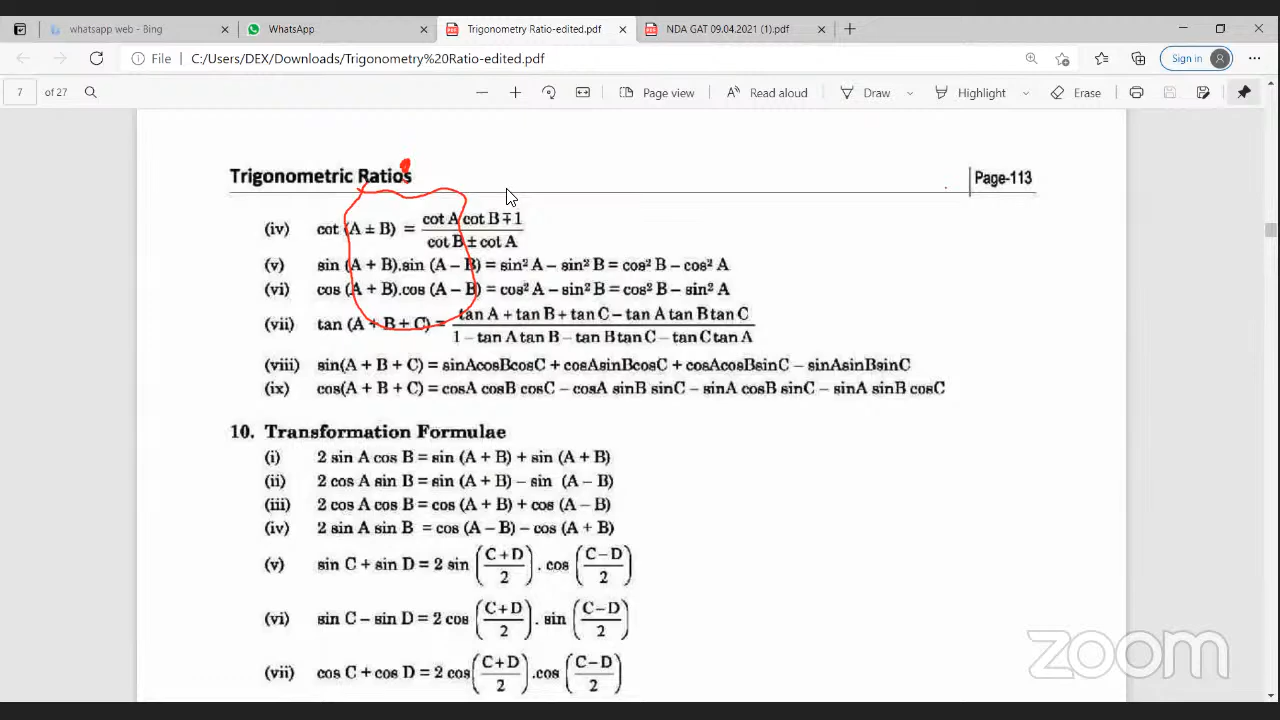 whatsapp web - Bing
WhatsApp
Trigonometry Ratio-edited.pdf
NDA GAT 09.04.2021 (1).pdf
File C:/Users/DEX/Downloads/Trigonometry%20Ratio-edited.pdf
Sign in
7 of 27
Page view
Read aloud
Draw
Highlight
Erase
Trigonometric Ratios
Page-113
(iv) cot (A ± B) = cot A cot B ∓ 1 / cot B ± cot A
(v) sin (A + B).sin (A – B) = sin² A – sin² B = cos² B – cos² A
(vi) cos (A + B).cos (A – B) = cos² A – sin² B = cos² B – sin² A
(vii) tan (A + B + C) = tan A + tan B + tan C – tan A tan B tan C / 1 – tan A tan B – tan B tan C – tan C tan A
(viii) sin(A + B + C) = sinAcosBcosC + cosAsinBcosC + cosAcosBsinC – sinAsinBsinC
(ix) cos(A + B + C) = cosA cosB cosC – cosA sinB sinC – sinA cosB sinC – sinA sinB cosC
10. Transformation Formulae
(i) 2 sin A cos B = sin (A + B) + sin (A + B)
(ii) 2 cos A sin B = sin (A + B) – sin (A – B)
(iii) 2 cos A cos B = cos (A + B) + cos (A – B)
(iv) 2 sin A sin B = cos (A – B) – cos (A + B)
(v) sin C + sin D = 2 sin (C+D / 2) . cos (C–D / 2)
(vi) sin C – sin D = 2 cos (C+D / 2) . sin (C–D / 2)
(vii) cos C + cos D = 2 cos (C+D / 2) .cos (C–D / 2)
zoom